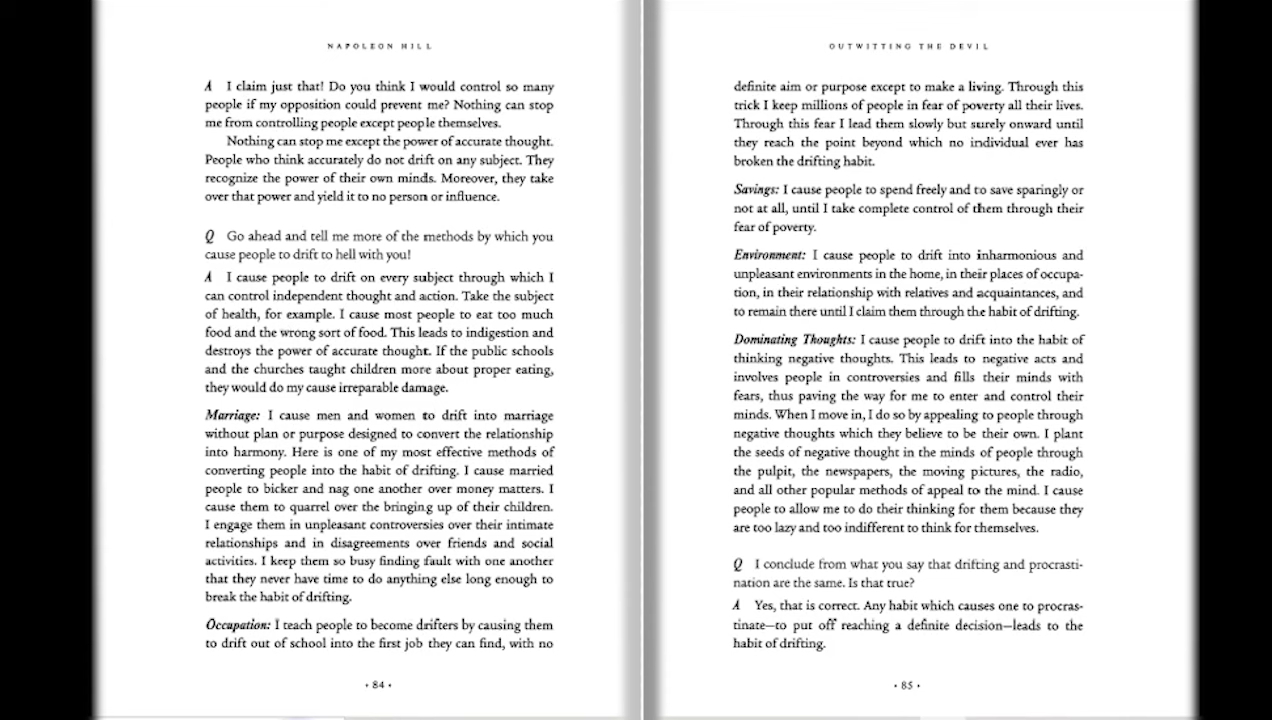 NAPOLEON HILL
A I claim just that! Do you think I would control so many
people if my opposition could prevent me? Nothing can stop
me from controlling people except people themselves.
Nothing can stop me except the power of accurate thought.
People who think accurately do not drift on any subject. They
recognize the power of their own minds. Moreover, they take
over that power and yield it to no person or influence.
Q Go ahead and tell me more of the methods by which you
cause people to drift to hell with you!
A I cause people to drift on every subject through which I
can control independent thought and action. Take the subject
of health, for example. I cause most people to eat too much
food and the wrong sort of food. This leads to indigestion and
destroys the power of accurate thought. If the public schools
and the churches taught children more about proper eating,
they would do my cause irreparable damage.
Marriage: I cause men and women to drift into marriage
without plan or purpose designed to convert the relationship
into harmony. Here is one of my most effective methods of
converting people into the habit of drifting. I cause married
people to bicker and nag one another over money matters. I
cause them to quarrel over the bringing up of their children.
I engage them in unpleasant controversies over their intimate
relationships and in disagreements over friends and social
activities. I keep them so busy finding fault with one another
that they never have time to do anything else long enough to
break the habit of drifting.
Occupation: I teach people to become drifters by causing them
to drift out of school into the first job they can find, with no
• 84 •
OUTWITTING THE DEVIL
definite aim or purpose except to make a living. Through this
trick I keep millions of people in fear of poverty all their lives.
Through this fear I lead them slowly but surely onward until
they reach the point beyond which no individual ever has
broken the drifting habit.
Savings: I cause people to spend freely and to save sparingly or
not at all, until I take complete control of them through their
fear of poverty.
Environment: I cause people to drift into inharmonious and
unpleasant environments in the home, in their places of occupa-
tion, in their relationship with relatives and acquaintances, and
to remain there until I claim them through the habit of drifting.
Dominating Thoughts: I cause people to drift into the habit of
thinking negative thoughts. This leads to negative acts and
involves people in controversies and fills their minds with
fears, thus paving the way for me to enter and control their
minds. When I move in, I do so by appealing to people through
negative thoughts which they believe to be their own. I plant
the seeds of negative thought in the minds of people through
the pulpit, the newspapers, the moving pictures, the radio,
and all other popular methods of appeal to the mind. I cause
people to allow me to do their thinking for them because they
are too lazy and too indifferent to think for themselves.
Q I conclude from what you say that drifting and procrasti-
nation are the same. Is that true?
A Yes, that is correct. Any habit which causes one to procras-
tinate—to put off reaching a definite decision—leads to the
habit of drifting.
• 85 •